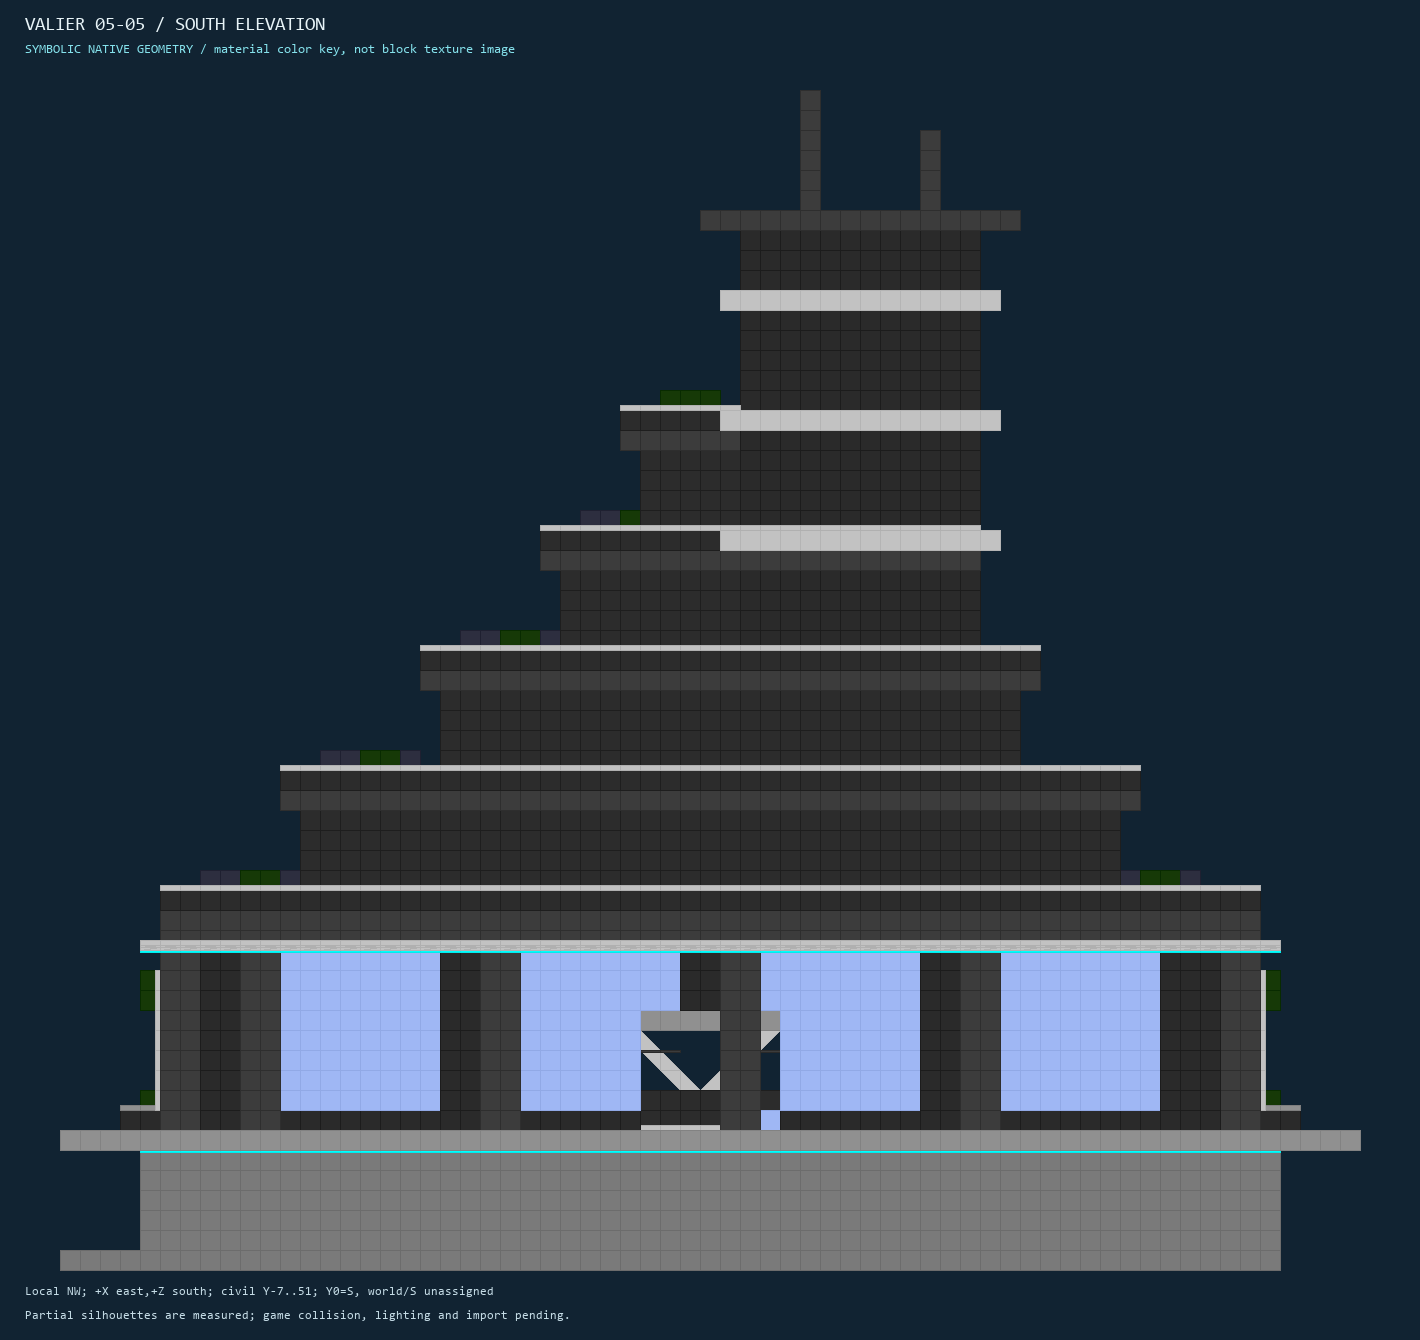 VALIER 05-05 / SOUTH ELEVATION
SYMBOLIC NATIVE GEOMETRY / material color key, not block texture image
Local NW; +X east,+Z south; civil Y-7..51; Y0=S, world/S unassigned
Partial silhouettes are measured; game collision, lighting and import pending.